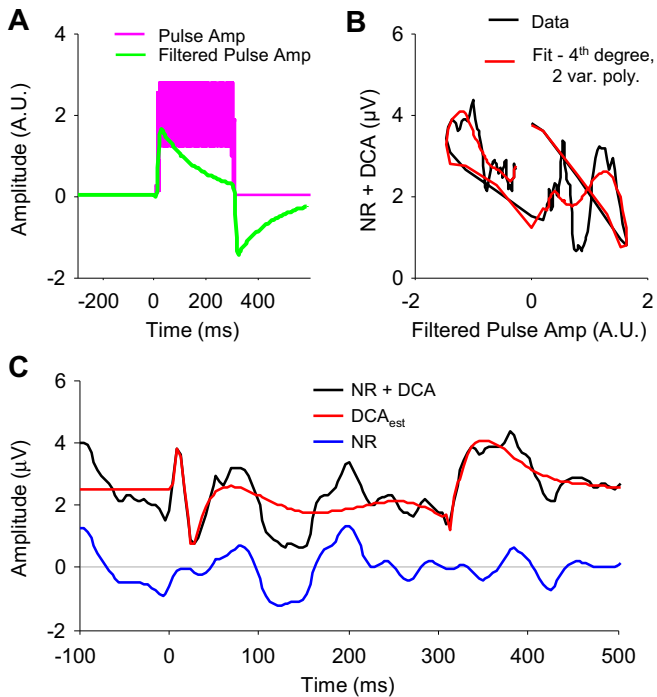 A
Pulse Amp
Filtered Pulse Amp
4
2
0
-2
Amplitude (A.U.)
-200
0
200
400
Time (ms)
B
Data
Fit - 4th degree,
2 var. poly.
6
4
2
0
NR + DCA (µV)
-2
0
2
Filtered Pulse Amp (A.U.)
C
NR + DCA
DCAest
NR
6
4
2
0
-2
Amplitude (µV)
-100
0
100
200
300
400
500
Time (ms)